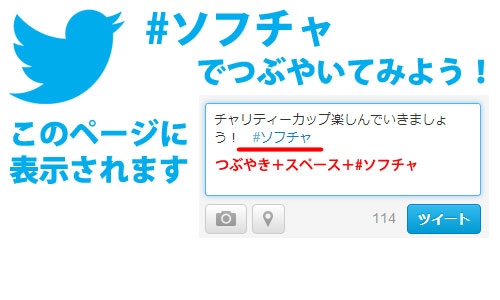 #ソフチャ
でつぶやいてみよう！
このページに
表示されます
チャリティーカップ楽しんでいきましょ
う！　#ソフチャ
つぶやき＋スペース＋#ソフチャ
114 ツイート